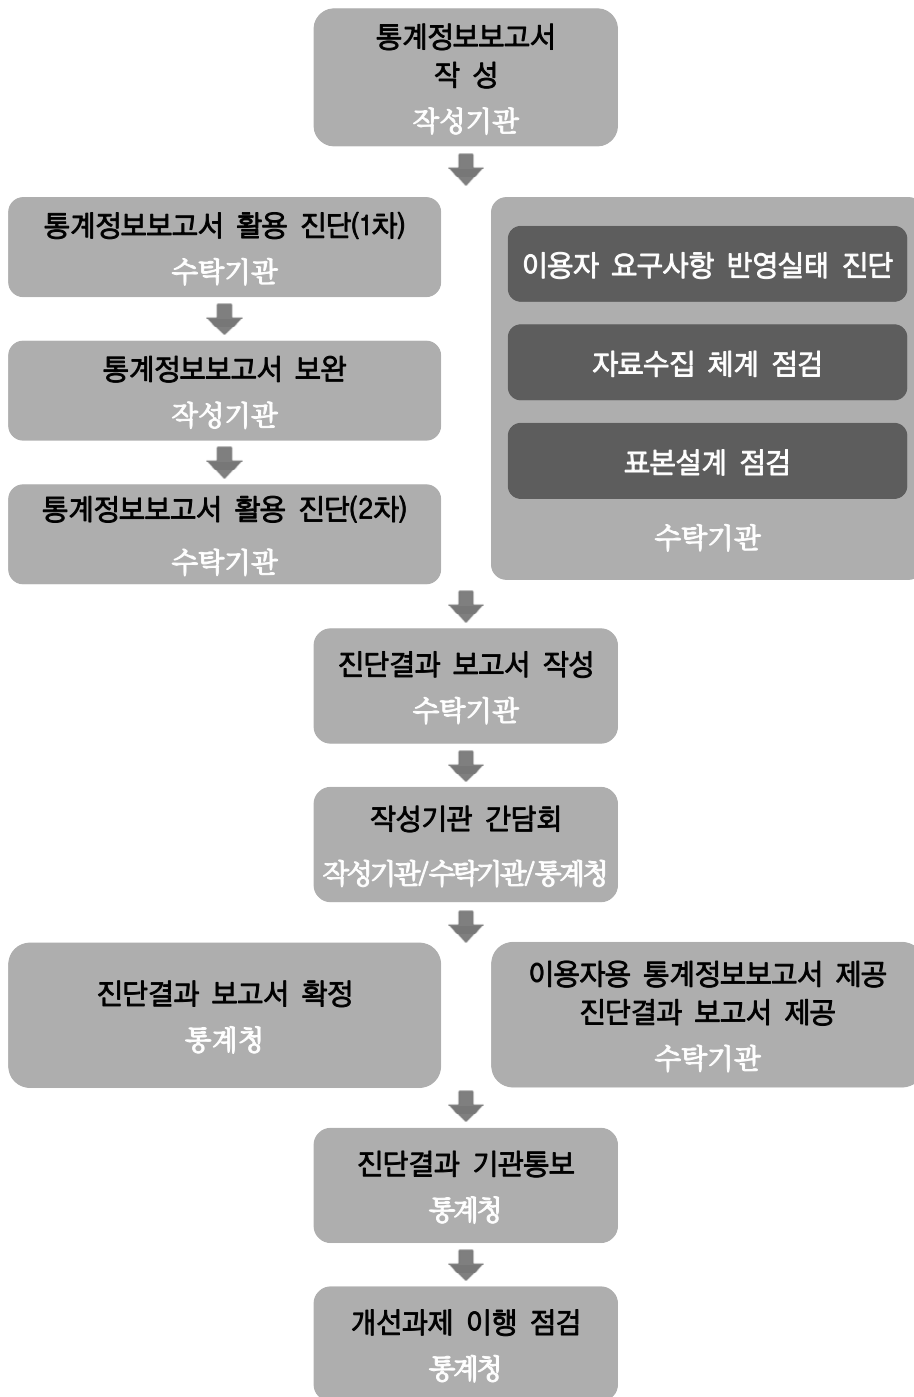 통계정보보고서
작 성
작성기관
통계정보보고서 활용 진단(1차)
수탁기관
통계정보보고서 보완
작성기관
통계정보보고서 활용 진단(2차)
수탁기관
이용자 요구사항 반영실태 진단
자료수집 체계 점검
표본설계 점검
수탁기관
진단결과 보고서 작성
수탁기관
작성기관 간담회
작성기관/수탁기관/통계청
진단결과 보고서 확정
통계청
이용자용 통계정보보고서 제공
진단결과 보고서 제공
수탁기관
진단결과 기관통보
통계청
개선과제 이행 점검
통계청